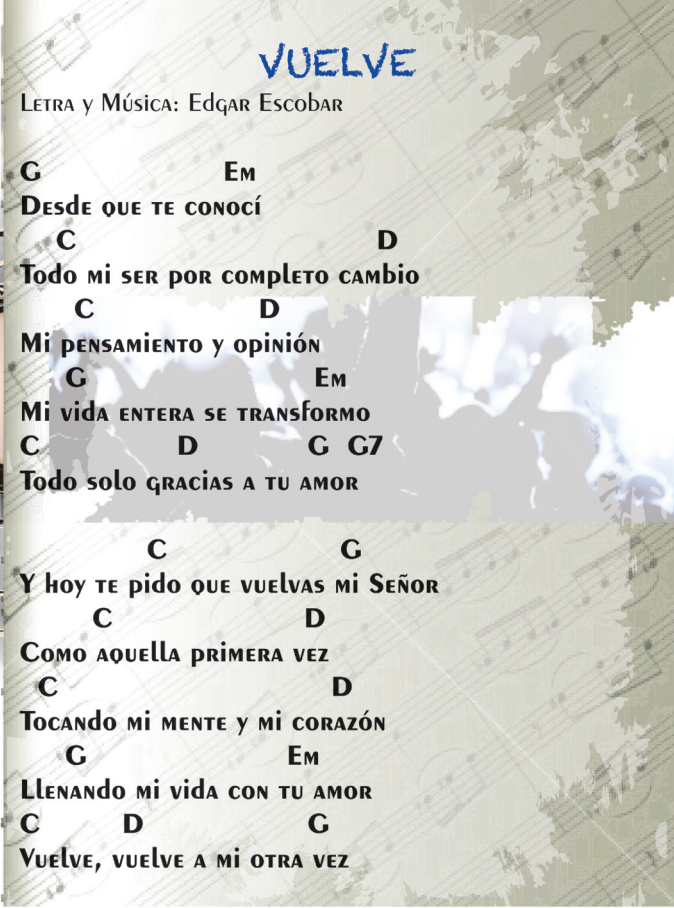 VUELVE
Letra y Música: Edgar Escobar
G Em
Desde que te conocí
C D
Todo mi ser por completo cambio
C D
Mi pensamiento y opinión
G Em
Mi vida entera se transformo
C D G G7
Todo solo gracias a tu amor
C G
Y hoy te pido que vuelvas mi Señor
C D
Como aquella primera vez
C D
Tocando mi mente y mi corazón
G Em
Llenando mi vida con tu amor
C D G
Vuelve, vuelve a mi otra vez